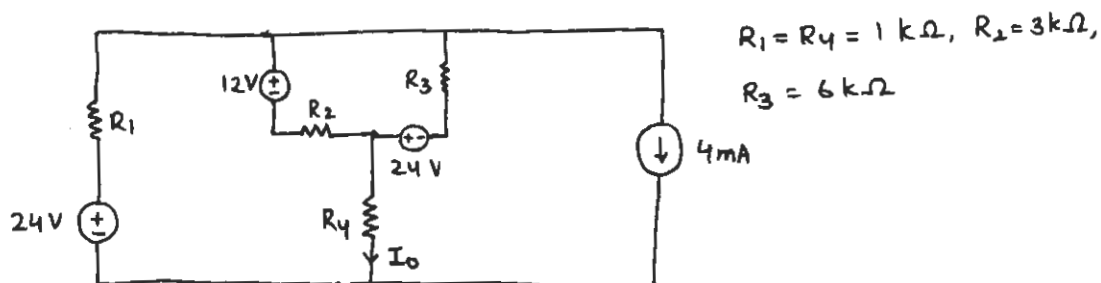 R1 = R4 = 1 kΩ, R2 = 3kΩ,
R3 = 6 kΩ
12V
+
-
R3
R2
R1
+ -
24 V
4mA
24V
+
-
R4
I0